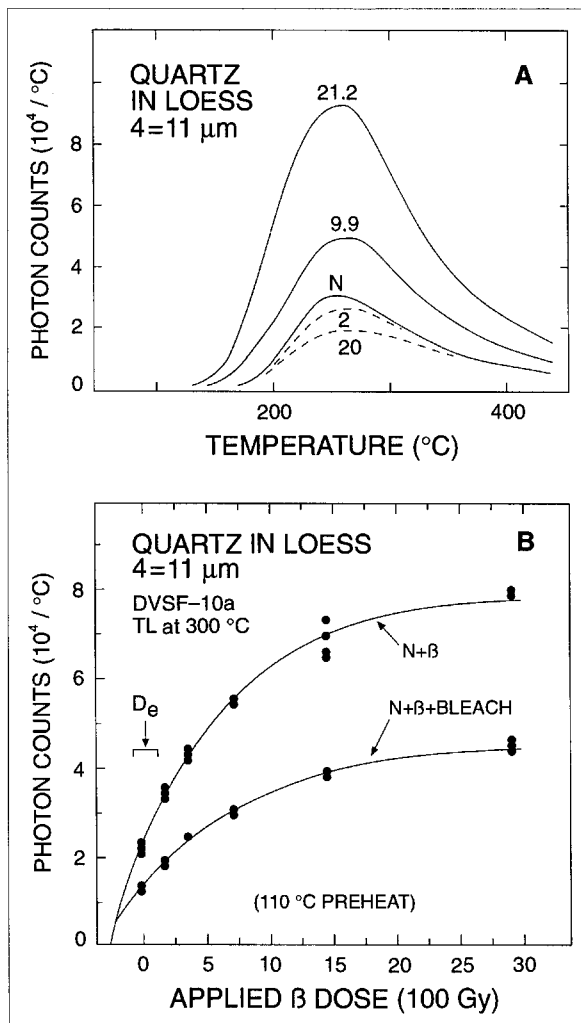 QUARTZ
IN LOESS
4=11 µm
A
21.2
9.9
N
2
20
8
6
4
2
0
PHOTON COUNTS (10⁴ / °C)
200
400
TEMPERATURE (°C)
QUARTZ IN LOESS
4=11 µm
B
DVSF–10a
TL at 300 °C
De
N+ß
N+ß+BLEACH
(110 °C PREHEAT)
8
6
4
2
0
PHOTON COUNTS (10⁴ / °C)
0
5
10
15
20
25
30
APPLIED ß DOSE (100 Gy)